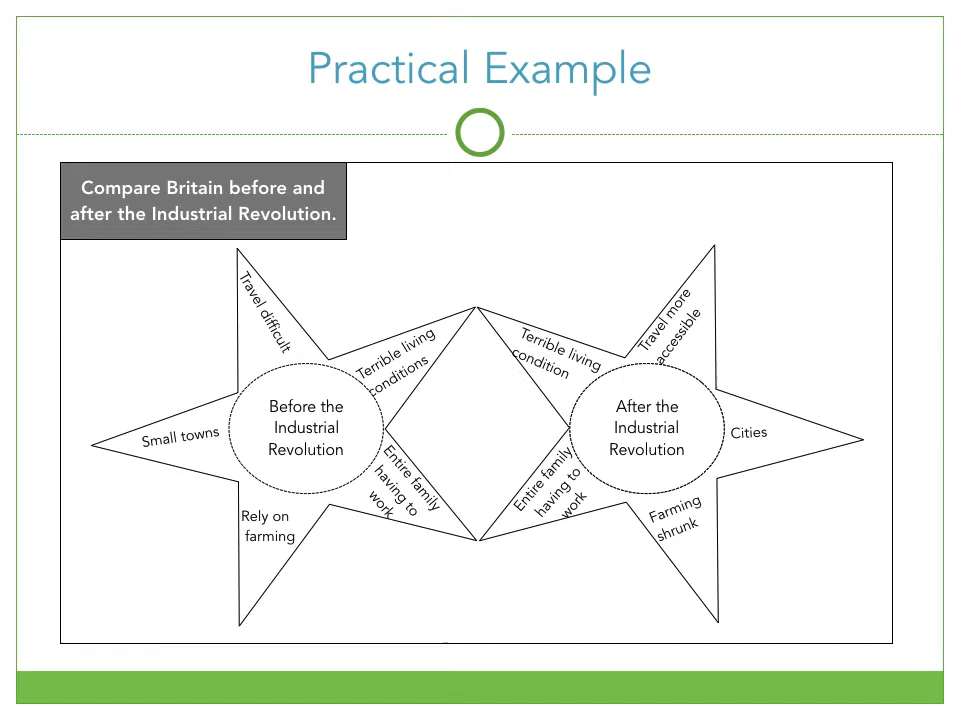 Practical Example
Compare Britain before and
after the Industrial Revolution.
Travel difficult
Terrible living
conditions
Small towns
Before the
Industrial
Revolution
Rely on
farming
Entire family
having to
work
Terrible living
condition
Travel more
accessible
After the
Industrial
Revolution
Cities
Entire family
having to
work
Farming
shrunk